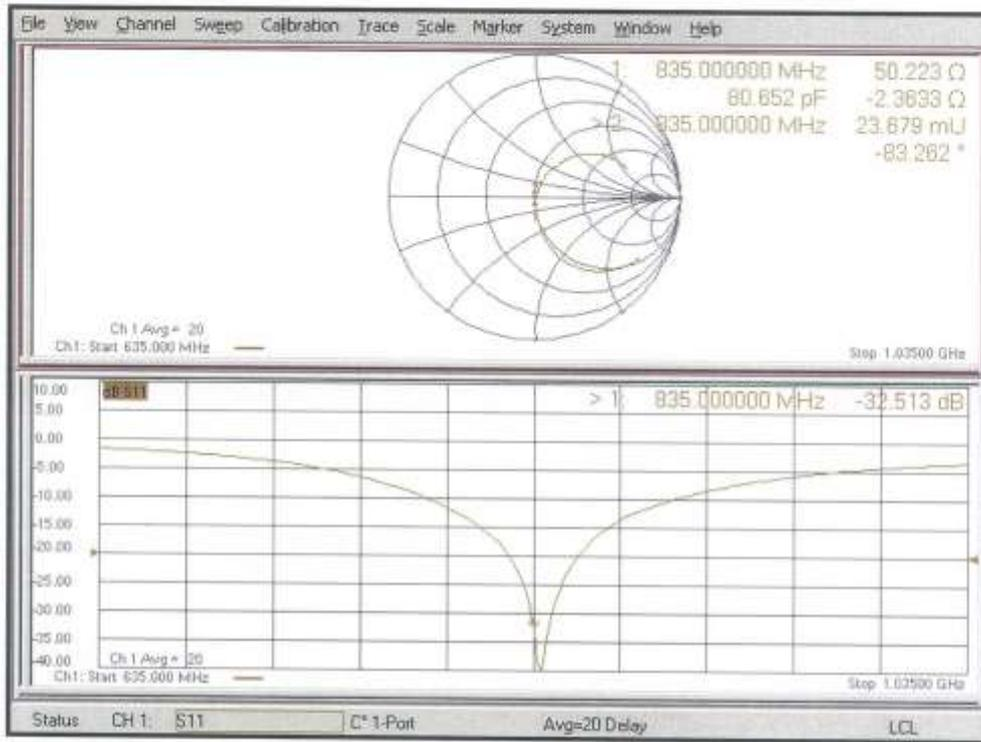 File View Channel Sweep Calibration Trace Scale Marker System Window Help
1: 835.000000 MHz 50.223 Ω
80.652 pF -2.3633 Ω
> 2: 835.000000 MHz 23.679 mU
-83.262 °
Ch 1 Avg = 20
Ch1: Start 635.000 MHz
Stop 1.03500 GHz
10.00
dB S11
> 1: 835.000000 MHz -32.513 dB
5.00
0.00
-5.00
-10.00
-15.00
-20.00
-25.00
-30.00
-35.00
-40.00
Ch 1 Avg = 20
Ch1: Start 635.000 MHz
Stop 1.03500 GHz
Status CH 1: S11 C* 1-Port Avg=20 Delay LCL